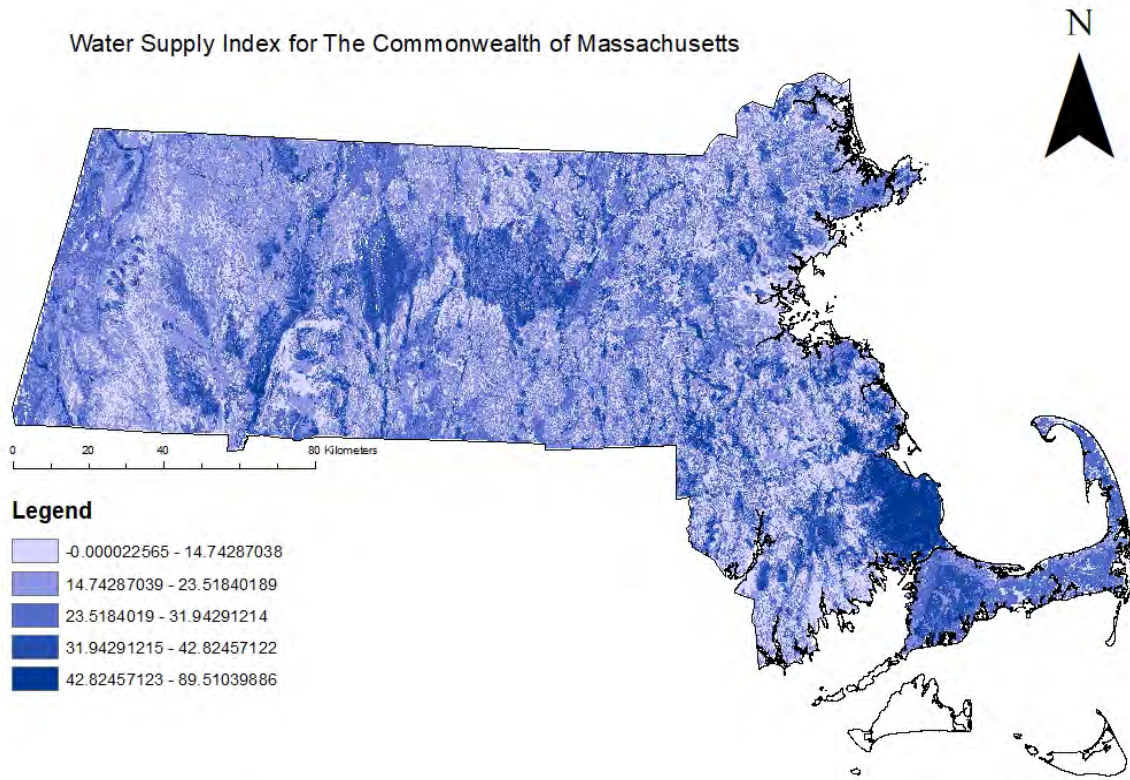 Water Supply Index for The Commonwealth of Massachusetts
N
0 20 40 80 Kilometers
Legend
-0.000022565 - 14.74287038
14.74287039 - 23.51840189
23.5184019 - 31.94291214
31.94291215 - 42.82457122
42.82457123 - 89.51039886